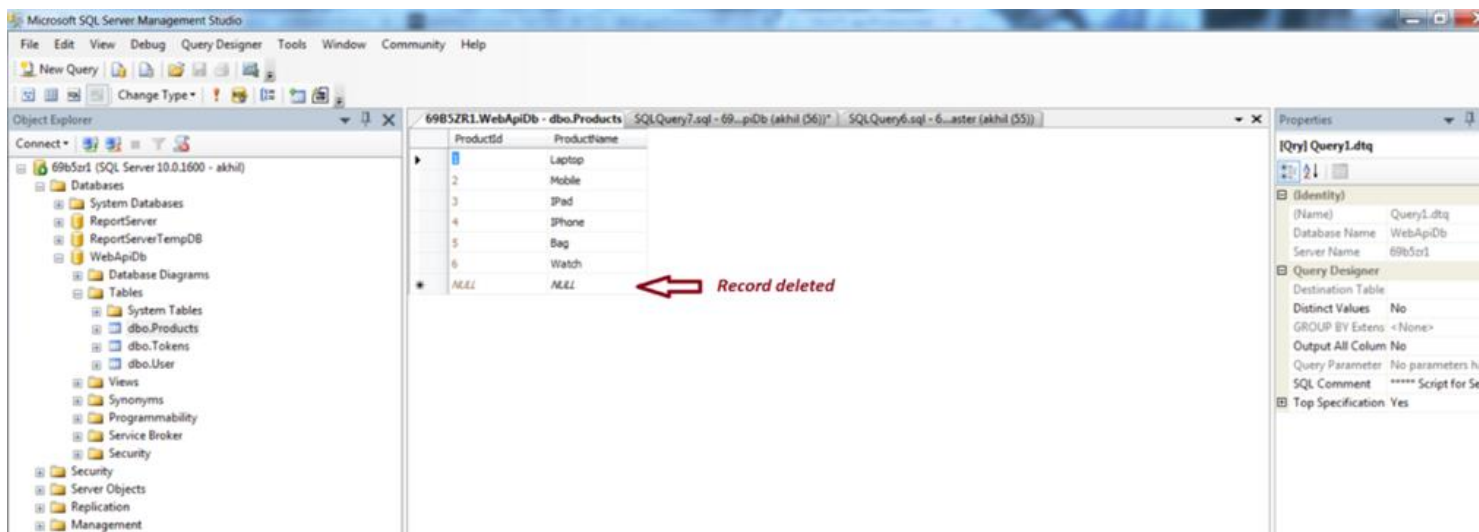 Microsoft SQL Server Management Studio
File Edit View Debug Query Designer Tools Window Community Help
New Query
Change Type
Object Explorer
Connect
69b5zr1 (SQL Server 10.0.1600 - akhil)
Databases
System Databases
ReportServer
ReportServerTempDB
WebApiDb
Database Diagrams
Tables
System Tables
dbo.Products
dbo.Tokens
dbo.User
Views
Synonyms
Programmability
Service Broker
Security
Security
Server Objects
Replication
Management
69B5ZR1.WebApiDb - dbo.Products SQLQuery7.sql - 69...piDb (akhil (56))* SQLQuery6.sql - 6...aster (akhil (55))
ProductId ProductName
1 Laptop
2 Mobile
3 IPad
4 IPhone
5 Bag
6 Watch
NULL NULL
Record deleted
Properties
[Qry] Query1.dtq
(Identity)
(Name) Query1.dtq
Database Name WebApiDb
Server Name 69b5zr1
Query Designer
Destination Table
Distinct Values No
GROUP BY Extens <None>
Output All Colum No
Query Parameter No parameters ha
SQL Comment ***** Script for Se
Top Specification Yes